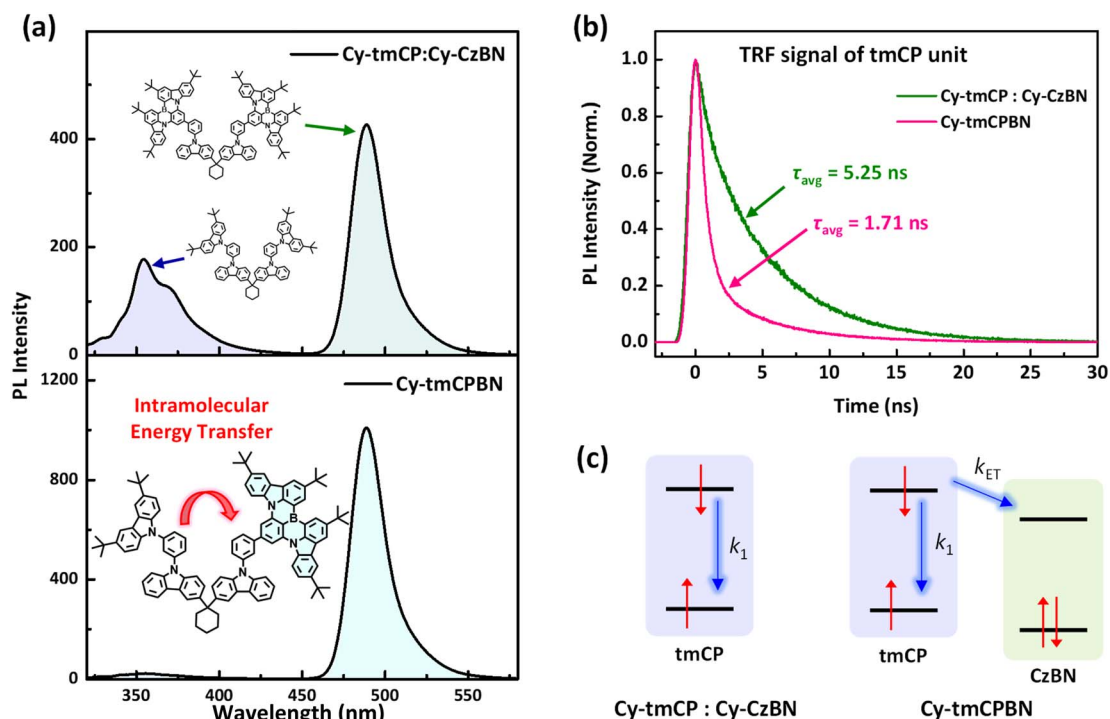 (a)
Cy-tmCP:Cy-CzBN
PL Intensity
400
200
0
Cy-tmCPBN
Intramolecular
Energy Transfer
1200
800
400
0
350
400
450
500
550
Wavelength (nm)
(b)
TRF signal of tmCP unit
Cy-tmCP : Cy-CzBN
Cy-tmCPBN
τavg = 5.25 ns
τavg = 1.71 ns
PL Intensity (Norm.)
1.0
0.8
0.6
0.4
0.2
0.0
0
5
10
15
20
25
30
Time (ns)
(c)
k1
tmCP
Cy-tmCP : Cy-CzBN
kET
k1
tmCP
CzBN
Cy-tmCPBN